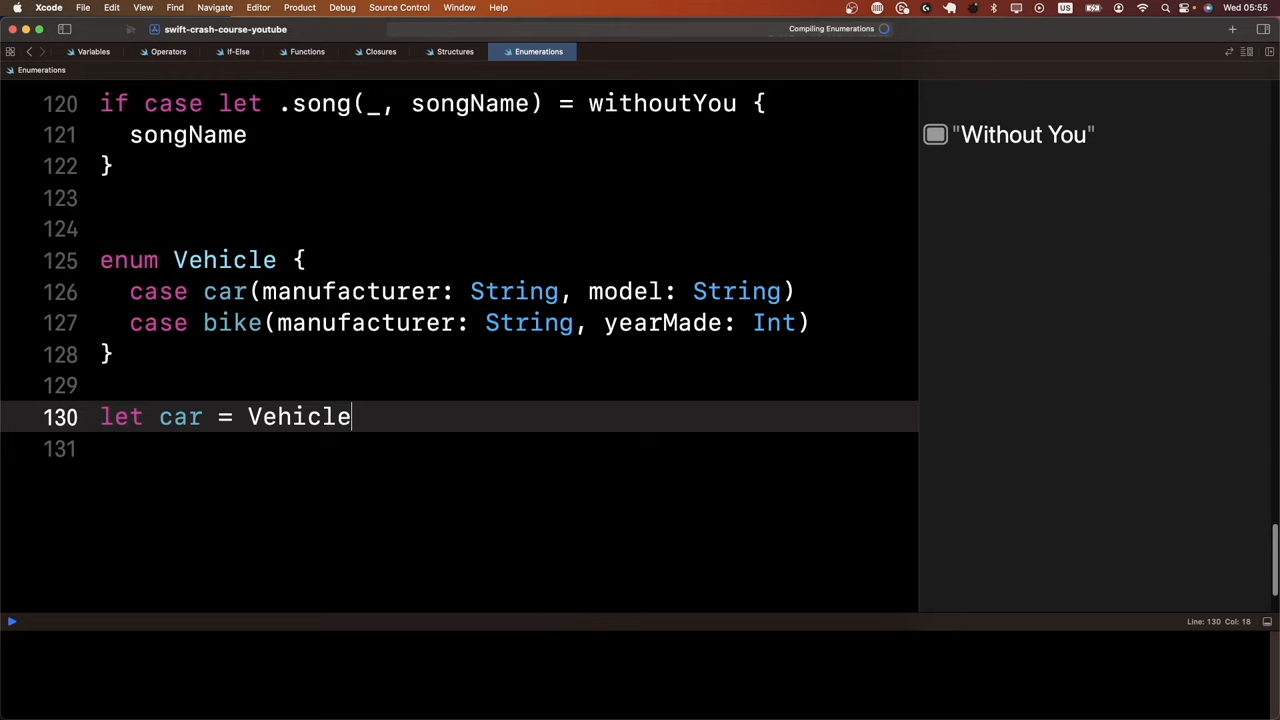 Xcode File Edit View Find Navigate Editor Product Debug Source Control Window Help US Wed 05:55
swift-crash-course-youtube Compiling Enumerations
Variables Operators If-Else Functions Closures Structures Enumerations
Enumerations
120 if case let .song(_, songName) = withoutYou {
121 songName "Without You"
122 }
123
124
125 enum Vehicle {
126 case car(manufacturer: String, model: String)
127 case bike(manufacturer: String, yearMade: Int)
128 }
129
130 let car = Vehicle
131
Line: 130 Col: 18